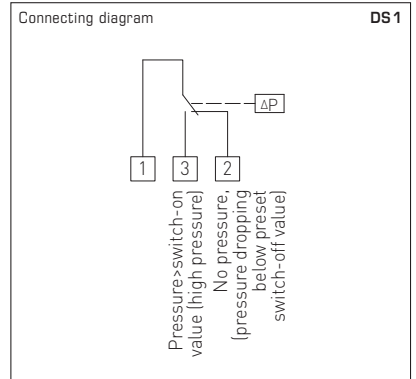 Connecting diagram
DS1
ΔP
1
3
2
Pressure>switch-on
value (high pressure)
No pressure,
(pressure dropping
below preset
switch-off value)